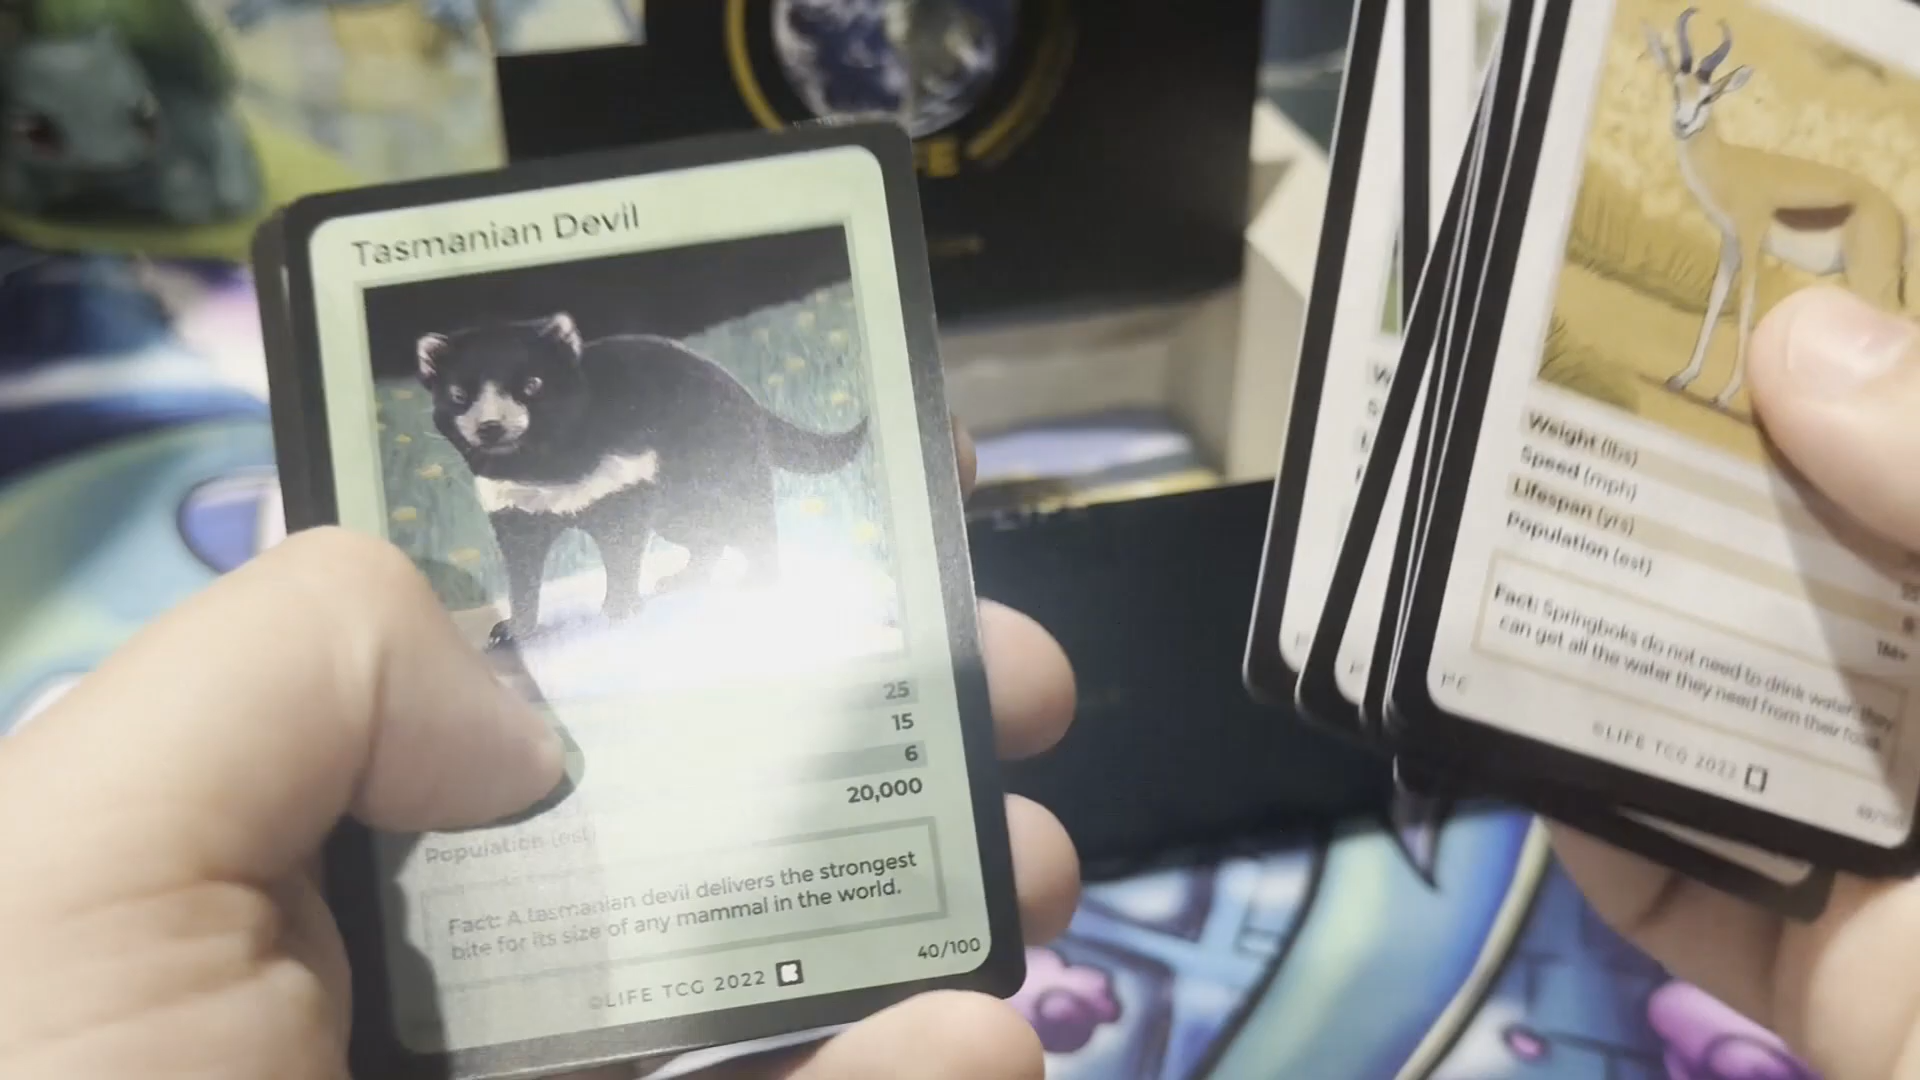 Tasmanian Devil
25
15
6
20,000
Population (est)
Fact: A tasmanian devil delivers the strongest
bite for its size of any mammal in the world.
©LIFE TCG 2022
40/100
Weight (lbs)
Speed (mph)
Lifespan (yrs)
Population (est)
1M+
Fact: Springboks do not need to drink water, they
can get all the water they need from their food.
©LIFE TCG 2022